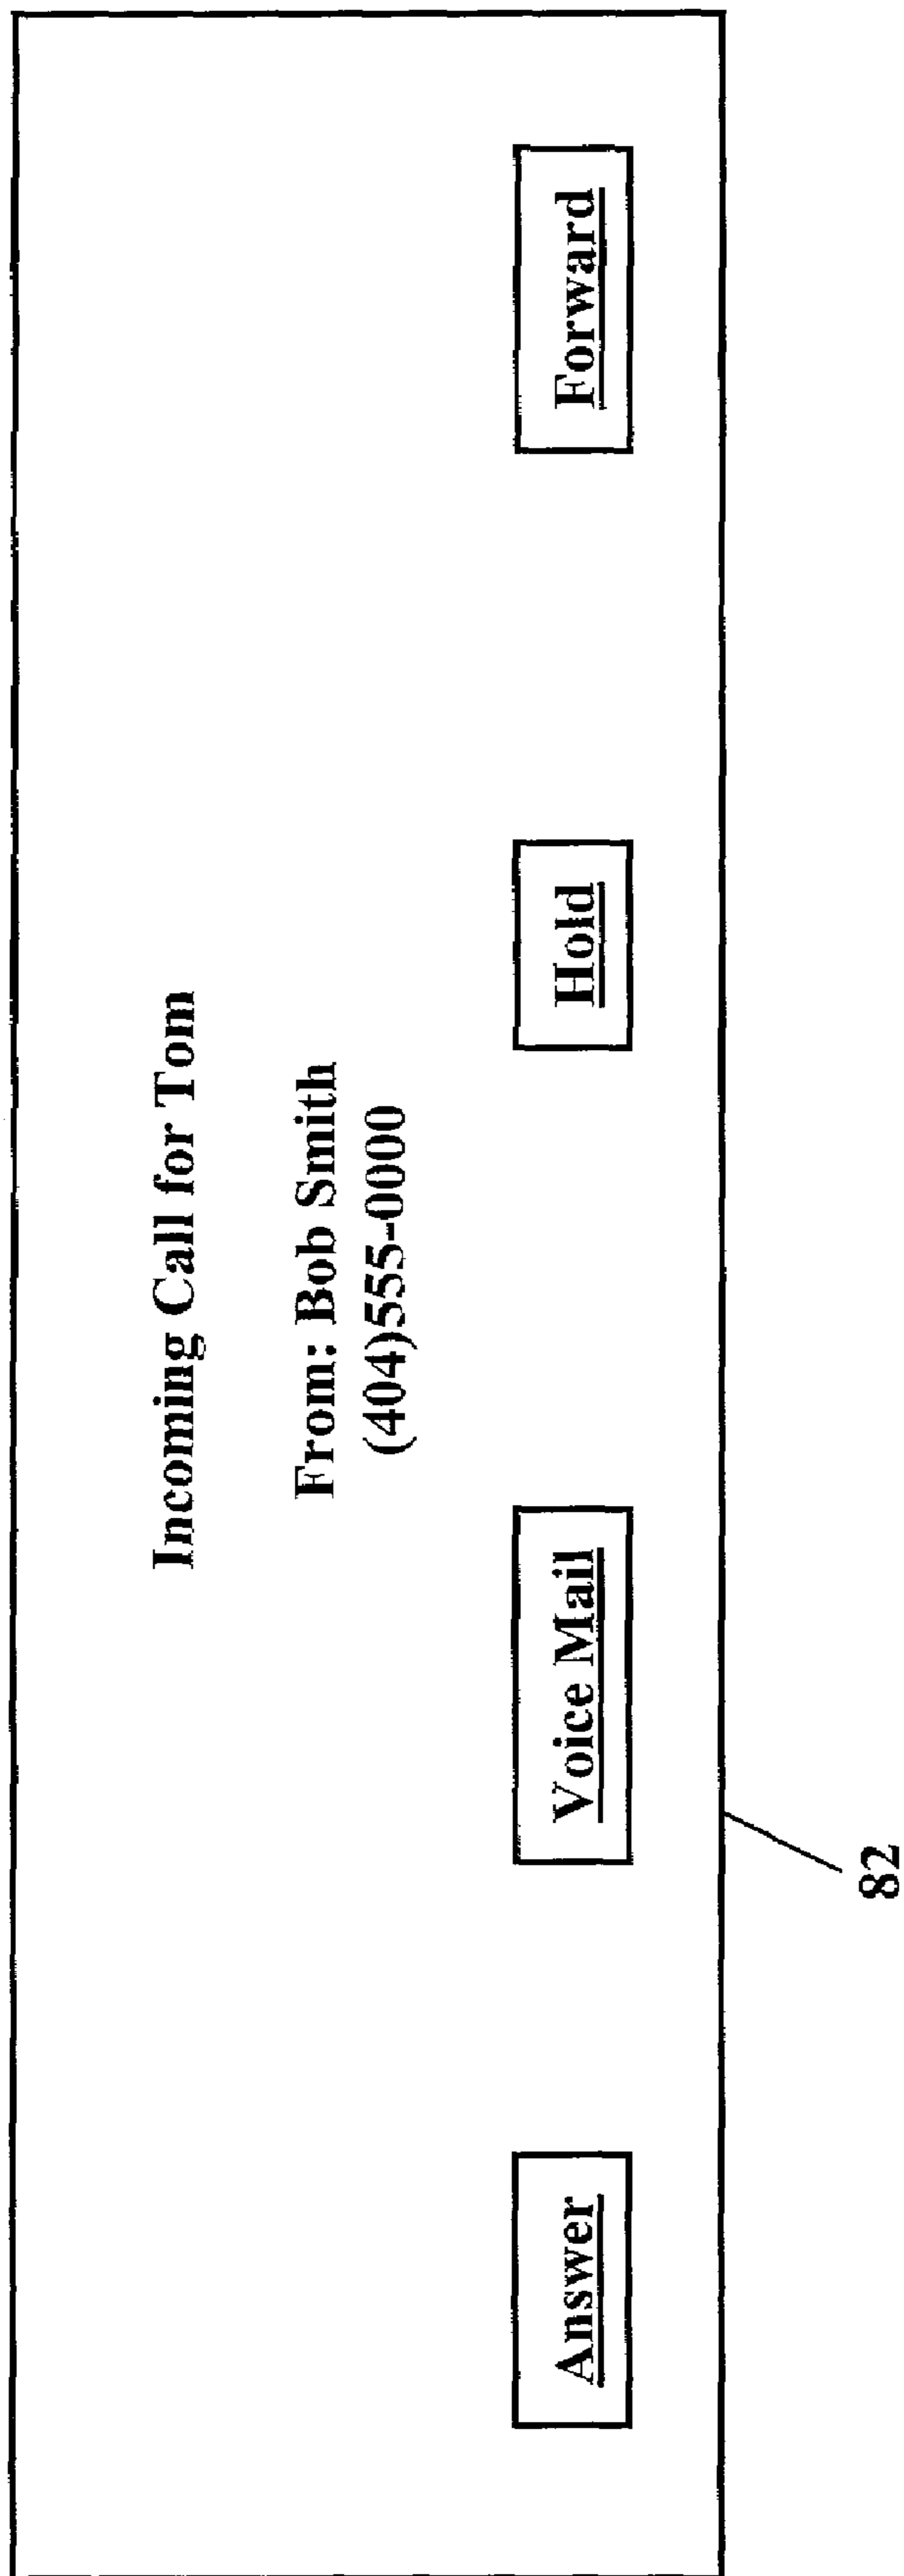 Incoming Call for Tom
From: Bob Smith
(404)555-0000
Answer
Voice Mail
Hold
Forward
82